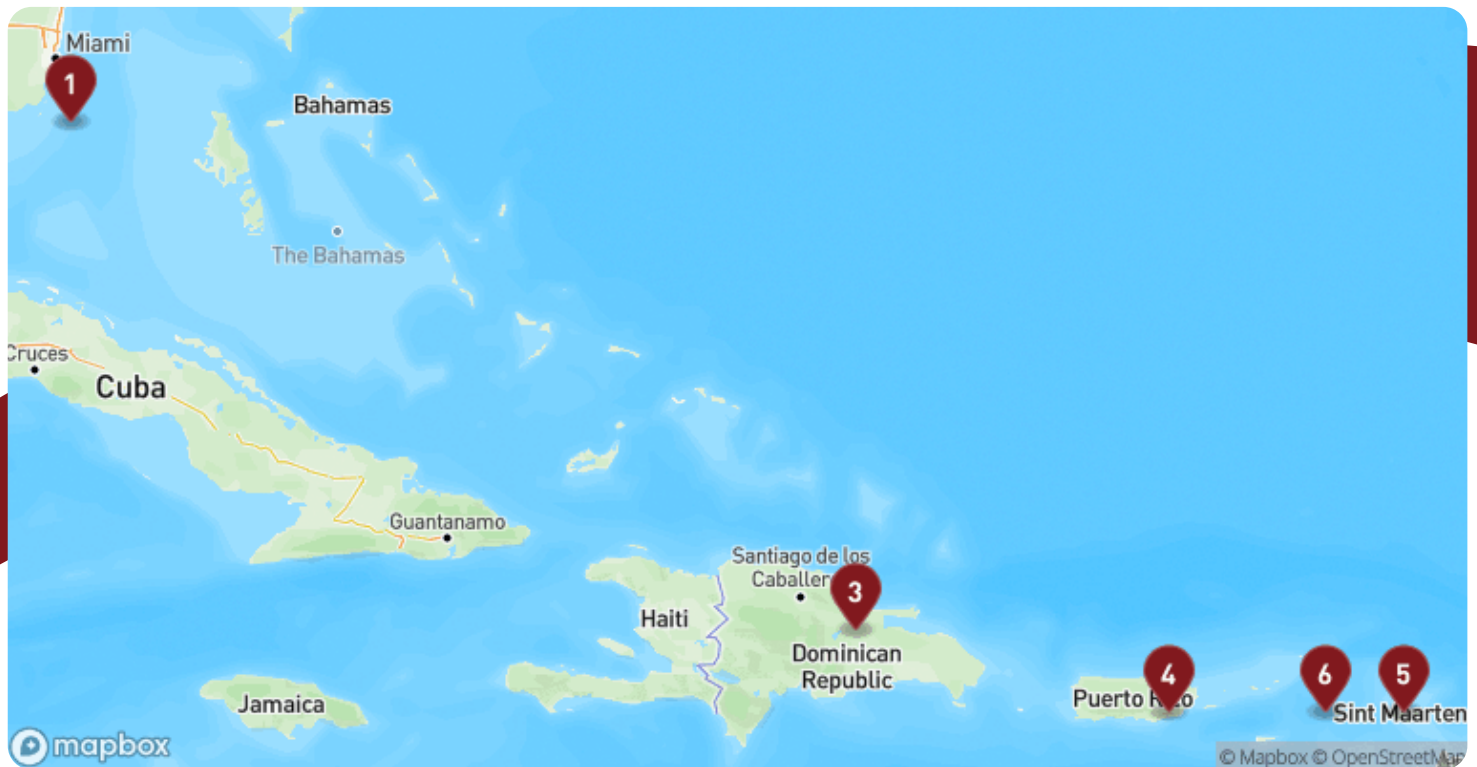 Miami
1
Bahamas
The Bahamas
Cruces
Cuba
Guantanamo
Santiago de los
Caballer
3
Haiti
Dominican
Republic
4
6
5
Puerto Rico
Jamaica
Sint Maarten
mapbox
© Mapbox © OpenStreetMap